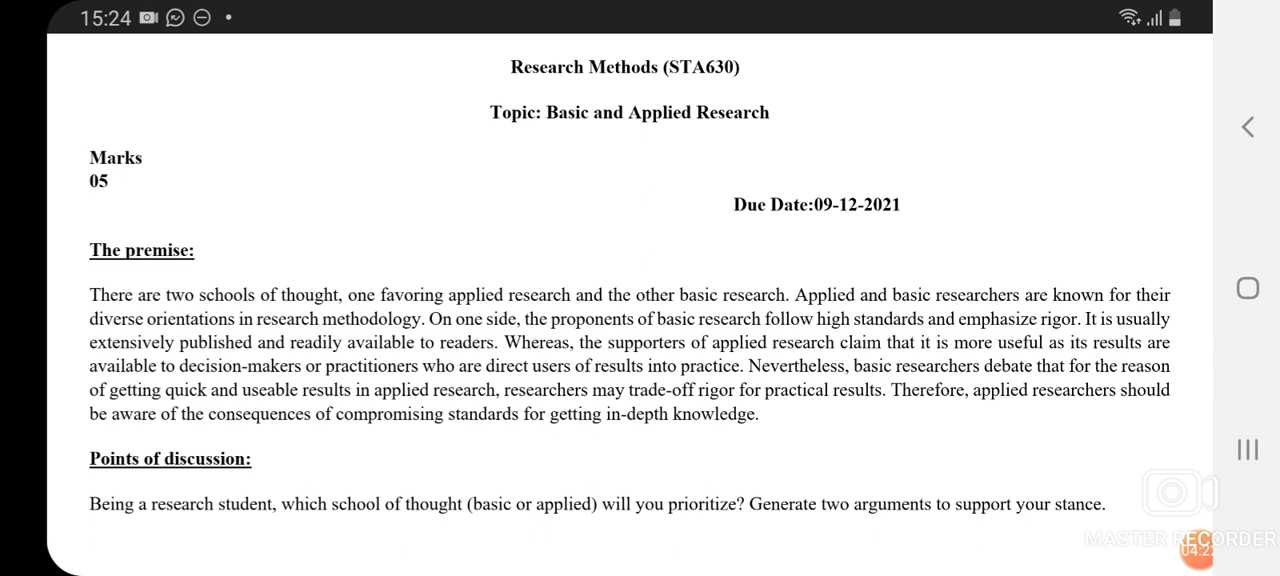 15:24
Research Methods (STA630)
Topic: Basic and Applied Research
Marks
05
Due Date:09-12-2021
The premise:
There are two schools of thought, one favoring applied research and the other basic research. Applied and basic researchers are known for their
diverse orientations in research methodology. On one side, the proponents of basic research follow high standards and emphasize rigor. It is usually
extensively published and readily available to readers. Whereas, the supporters of applied research claim that it is more useful as its results are
available to decision-makers or practitioners who are direct users of results into practice. Nevertheless, basic researchers debate that for the reason
of getting quick and useable results in applied research, researchers may trade-off rigor for practical results. Therefore, applied researchers should
be aware of the consequences of compromising standards for getting in-depth knowledge.
Points of discussion:
Being a research student, which school of thought (basic or applied) will you prioritize? Generate two arguments to support your stance.
MASTER RECORDER